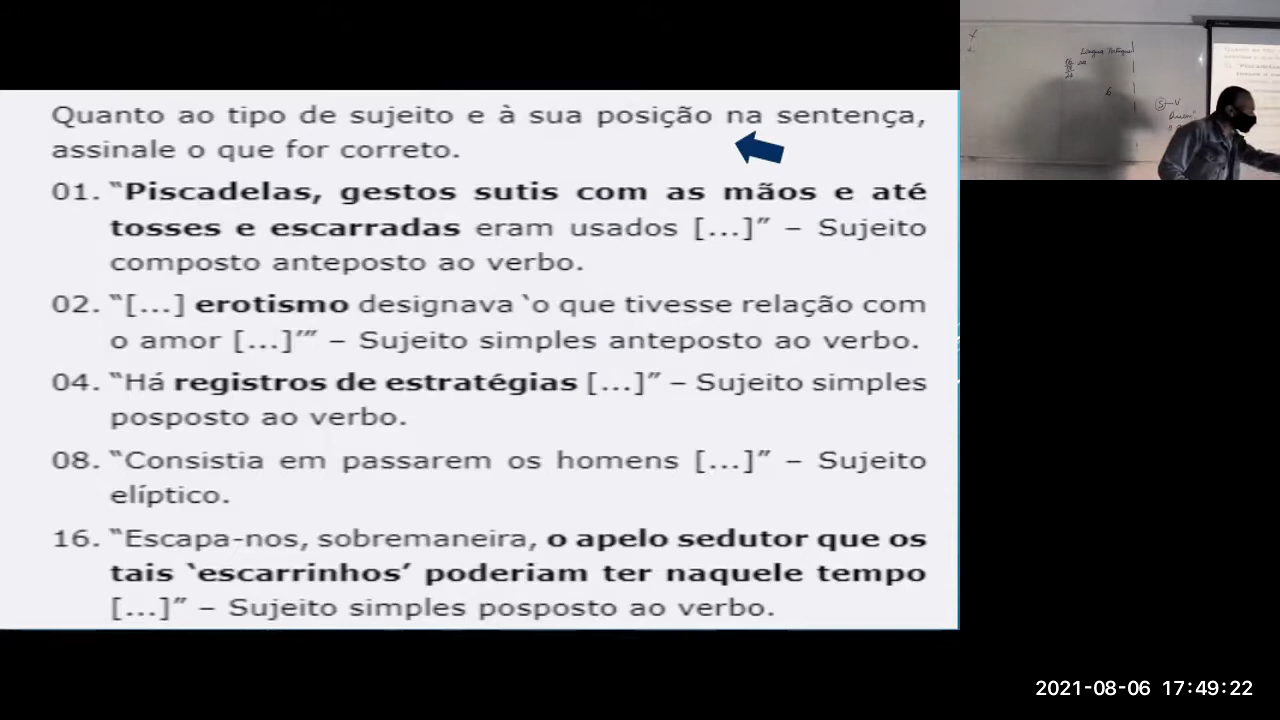 Quanto ao tipo de sujeito e à sua posição na sentença,
assinale o que for correto.
01. “Piscadelas, gestos sutis com as mãos e até
tosses e escarradas eram usados [...]” – Sujeito
composto anteposto ao verbo.
02. “[...] erotismo designava ‘o que tivesse relação com
o amor [...]’” – Sujeito simples anteposto ao verbo.
04. “Há registros de estratégias [...]” – Sujeito simples
posposto ao verbo.
08. “Consistia em passarem os homens [...]” – Sujeito
elíptico.
16. “Escapa-nos, sobremaneira, o apelo sedutor que os
tais ‘escarrinhos’ poderiam ter naquele tempo
[...]” – Sujeito simples posposto ao verbo.
S-V
2021-08-06 17:49:22